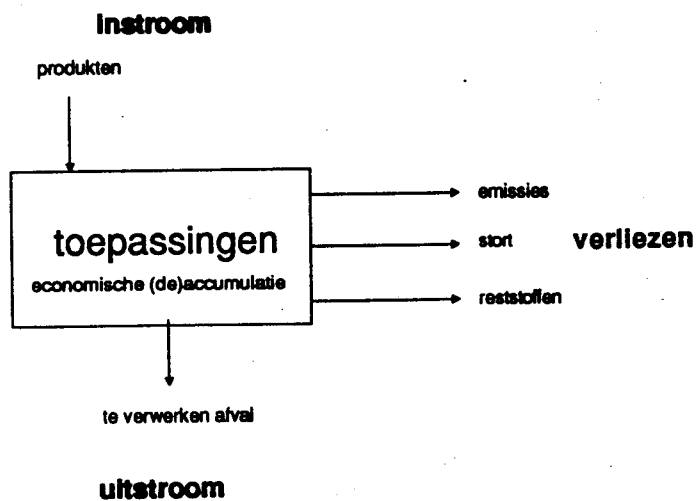 instroom
produkten
toepassingen
economische (de)accumulatie
emissies
stort
verliezen
reststoffen
te verwerken afval
uitstroom